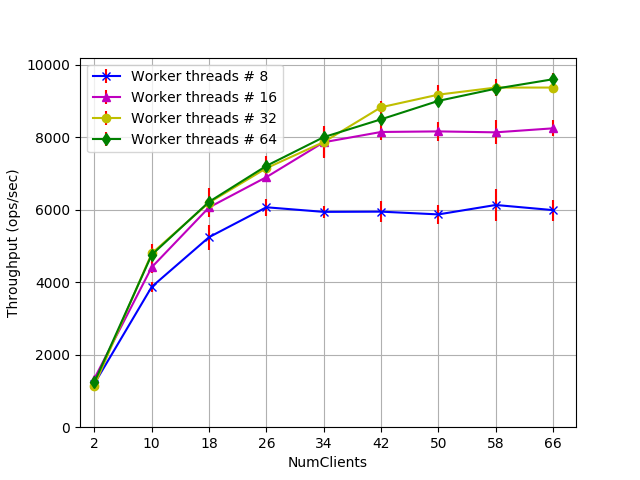 10000
8000
6000
4000
2000
0
Throughput (ops/sec)
Worker threads # 8
Worker threads # 16
Worker threads # 32
Worker threads # 64
2 10 18 26 34 42 50 58 66
NumClients